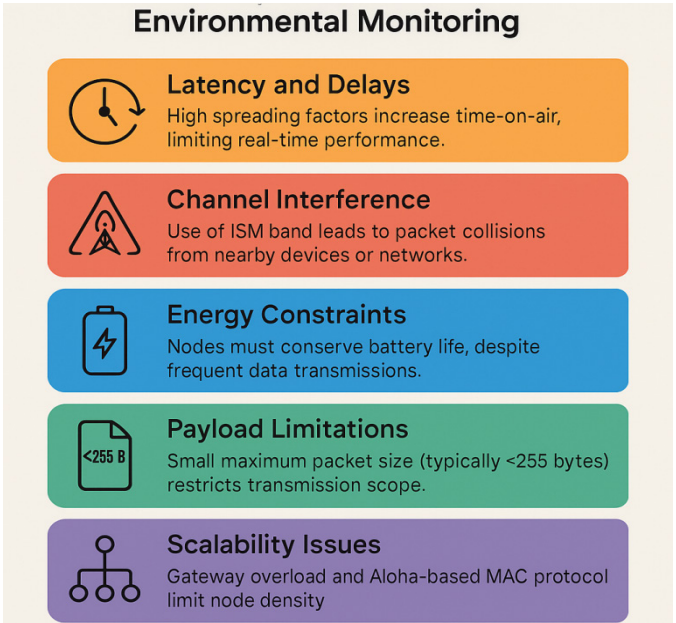 Environmental Monitoring
Latency and Delays
High spreading factors increase time-on-air,
limiting real-time performance.
Channel Interference
Use of ISM band leads to packet collisions
from nearby devices or networks.
Energy Constraints
Nodes must conserve battery life, despite
frequent data transmissions.
<255 B
Payload Limitations
Small maximum packet size (typically <255 bytes)
restricts transmission scope.
Scalability Issues
Gateway overload and Aloha-based MAC protocol
limit node density